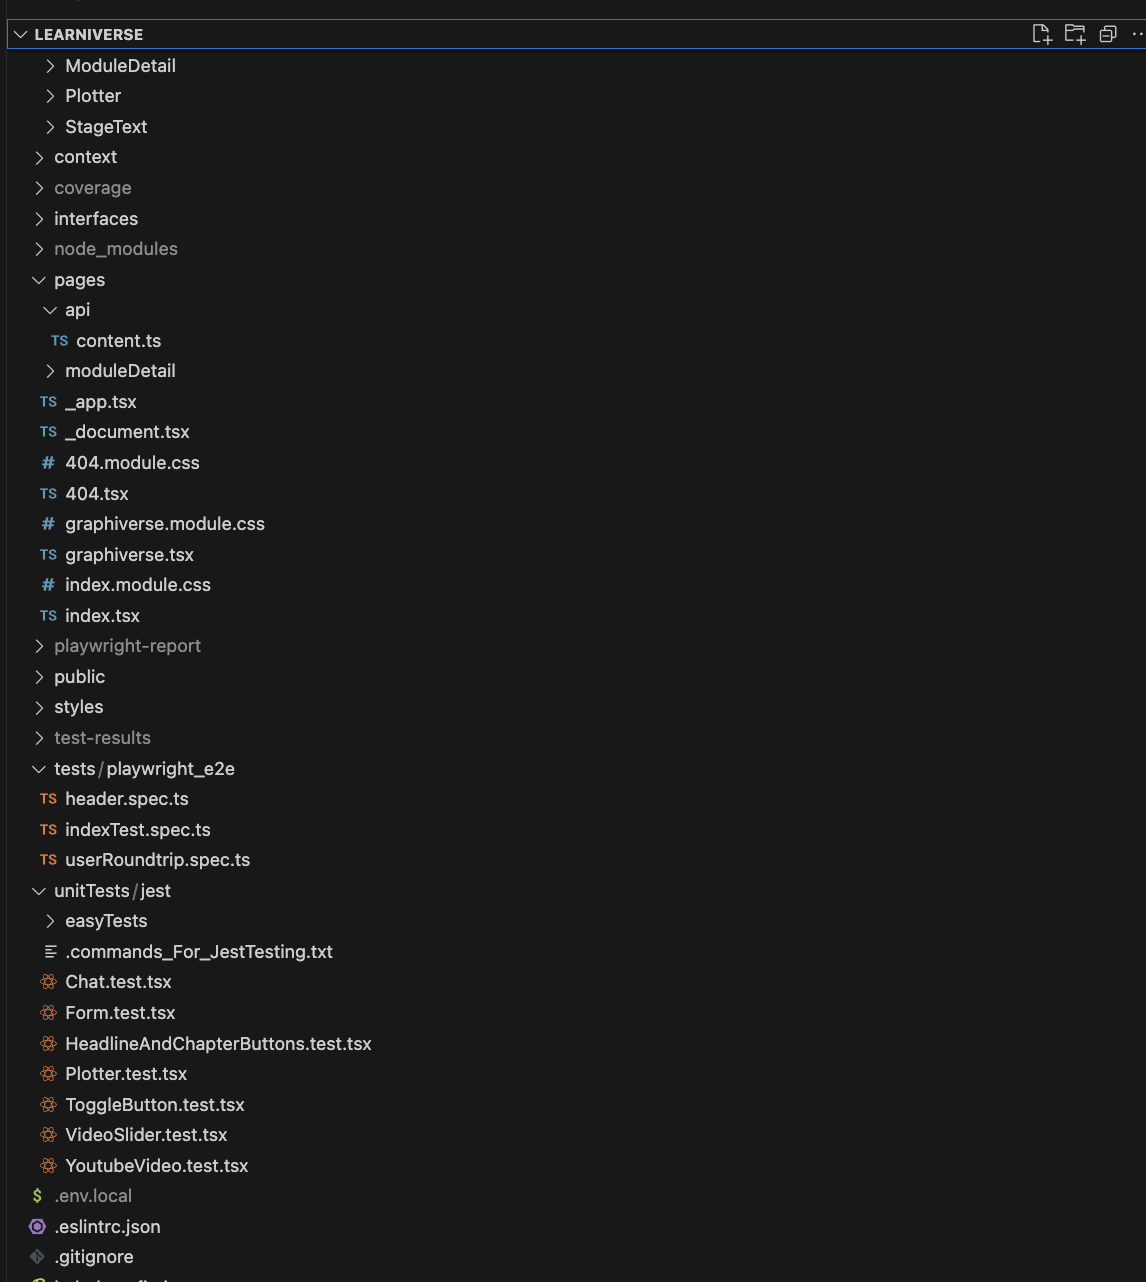 LEARNIVERSE
ModuleDetail
Plotter
StageText
context
coverage
interfaces
node_modules
pages
api
TS content.ts
moduleDetail
TS _app.tsx
TS _document.tsx
# 404.module.css
TS 404.tsx
# graphiverse.module.css
TS graphiverse.tsx
# index.module.css
TS index.tsx
playwright-report
public
styles
test-results
tests/playwright_e2e
TS header.spec.ts
TS indexTest.spec.ts
TS userRoundtrip.spec.ts
unitTests/jest
easyTests
.commands_For_JestTesting.txt
Chat.test.tsx
Form.test.tsx
HeadlineAndChapterButtons.test.tsx
Plotter.test.tsx
ToggleButton.test.tsx
VideoSlider.test.tsx
YoutubeVideo.test.tsx
$ .env.local
.eslintrc.json
.gitignore